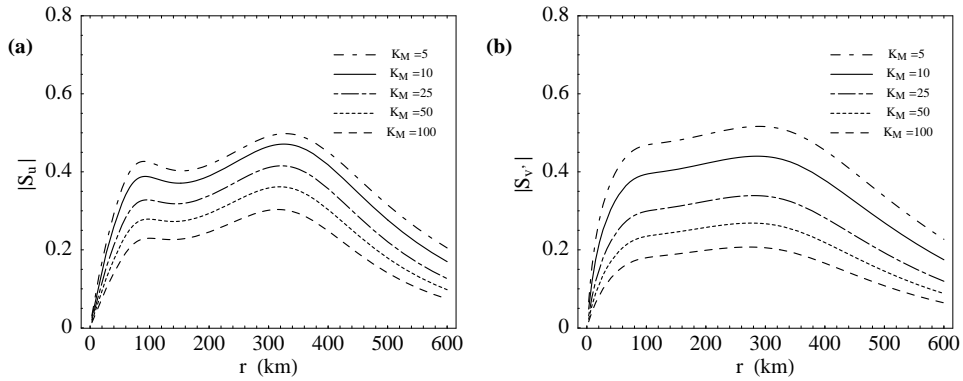 (a)
0.8
0.6
0.4
0.2
0
|S_u|
K_M =5
K_M =10
K_M =25
K_M =50
K_M =100
0 100 200 300 400 500 600
r (km)
(b)
0.8
0.6
0.4
0.2
0
|S_v'|
K_M =5
K_M =10
K_M =25
K_M =50
K_M =100
0 100 200 300 400 500 600
r (km)